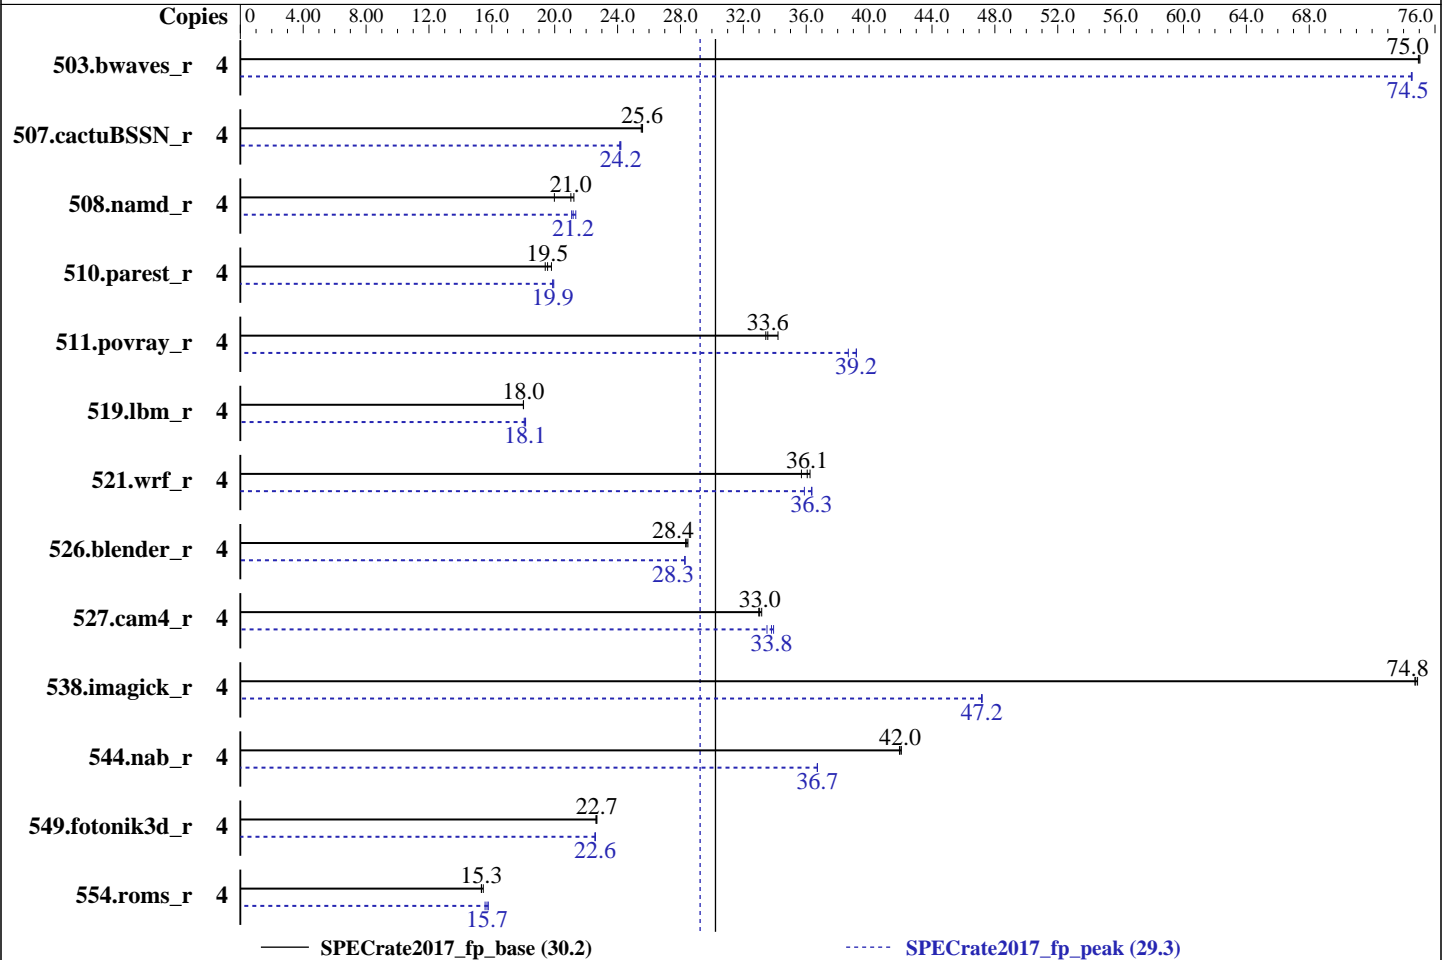 Copies 0 4.00 8.00 12.0 16.0 20.0 24.0 28.0 32.0 36.0 40.0 44.0 48.0 52.0 56.0 60.0 64.0 68.0 76.0
75.0
503.bwaves_r 4
74.5
25.6
507.cactuBSSN_r 4
24.2
21.0
508.namd_r 4
21.2
19.5
510.parest_r 4
19.9
33.6
511.povray_r 4
39.2
18.0
519.lbm_r 4
18.1
36.1
521.wrf_r 4
36.3
28.4
526.blender_r 4
28.3
33.0
527.cam4_r 4
33.8
74.8
538.imagick_r 4
47.2
42.0
544.nab_r 4
36.7
22.7
549.fotonik3d_r 4
22.6
15.3
554.roms_r 4
15.7
SPECrate2017_fp_base (30.2) SPECrate2017_fp_peak (29.3)